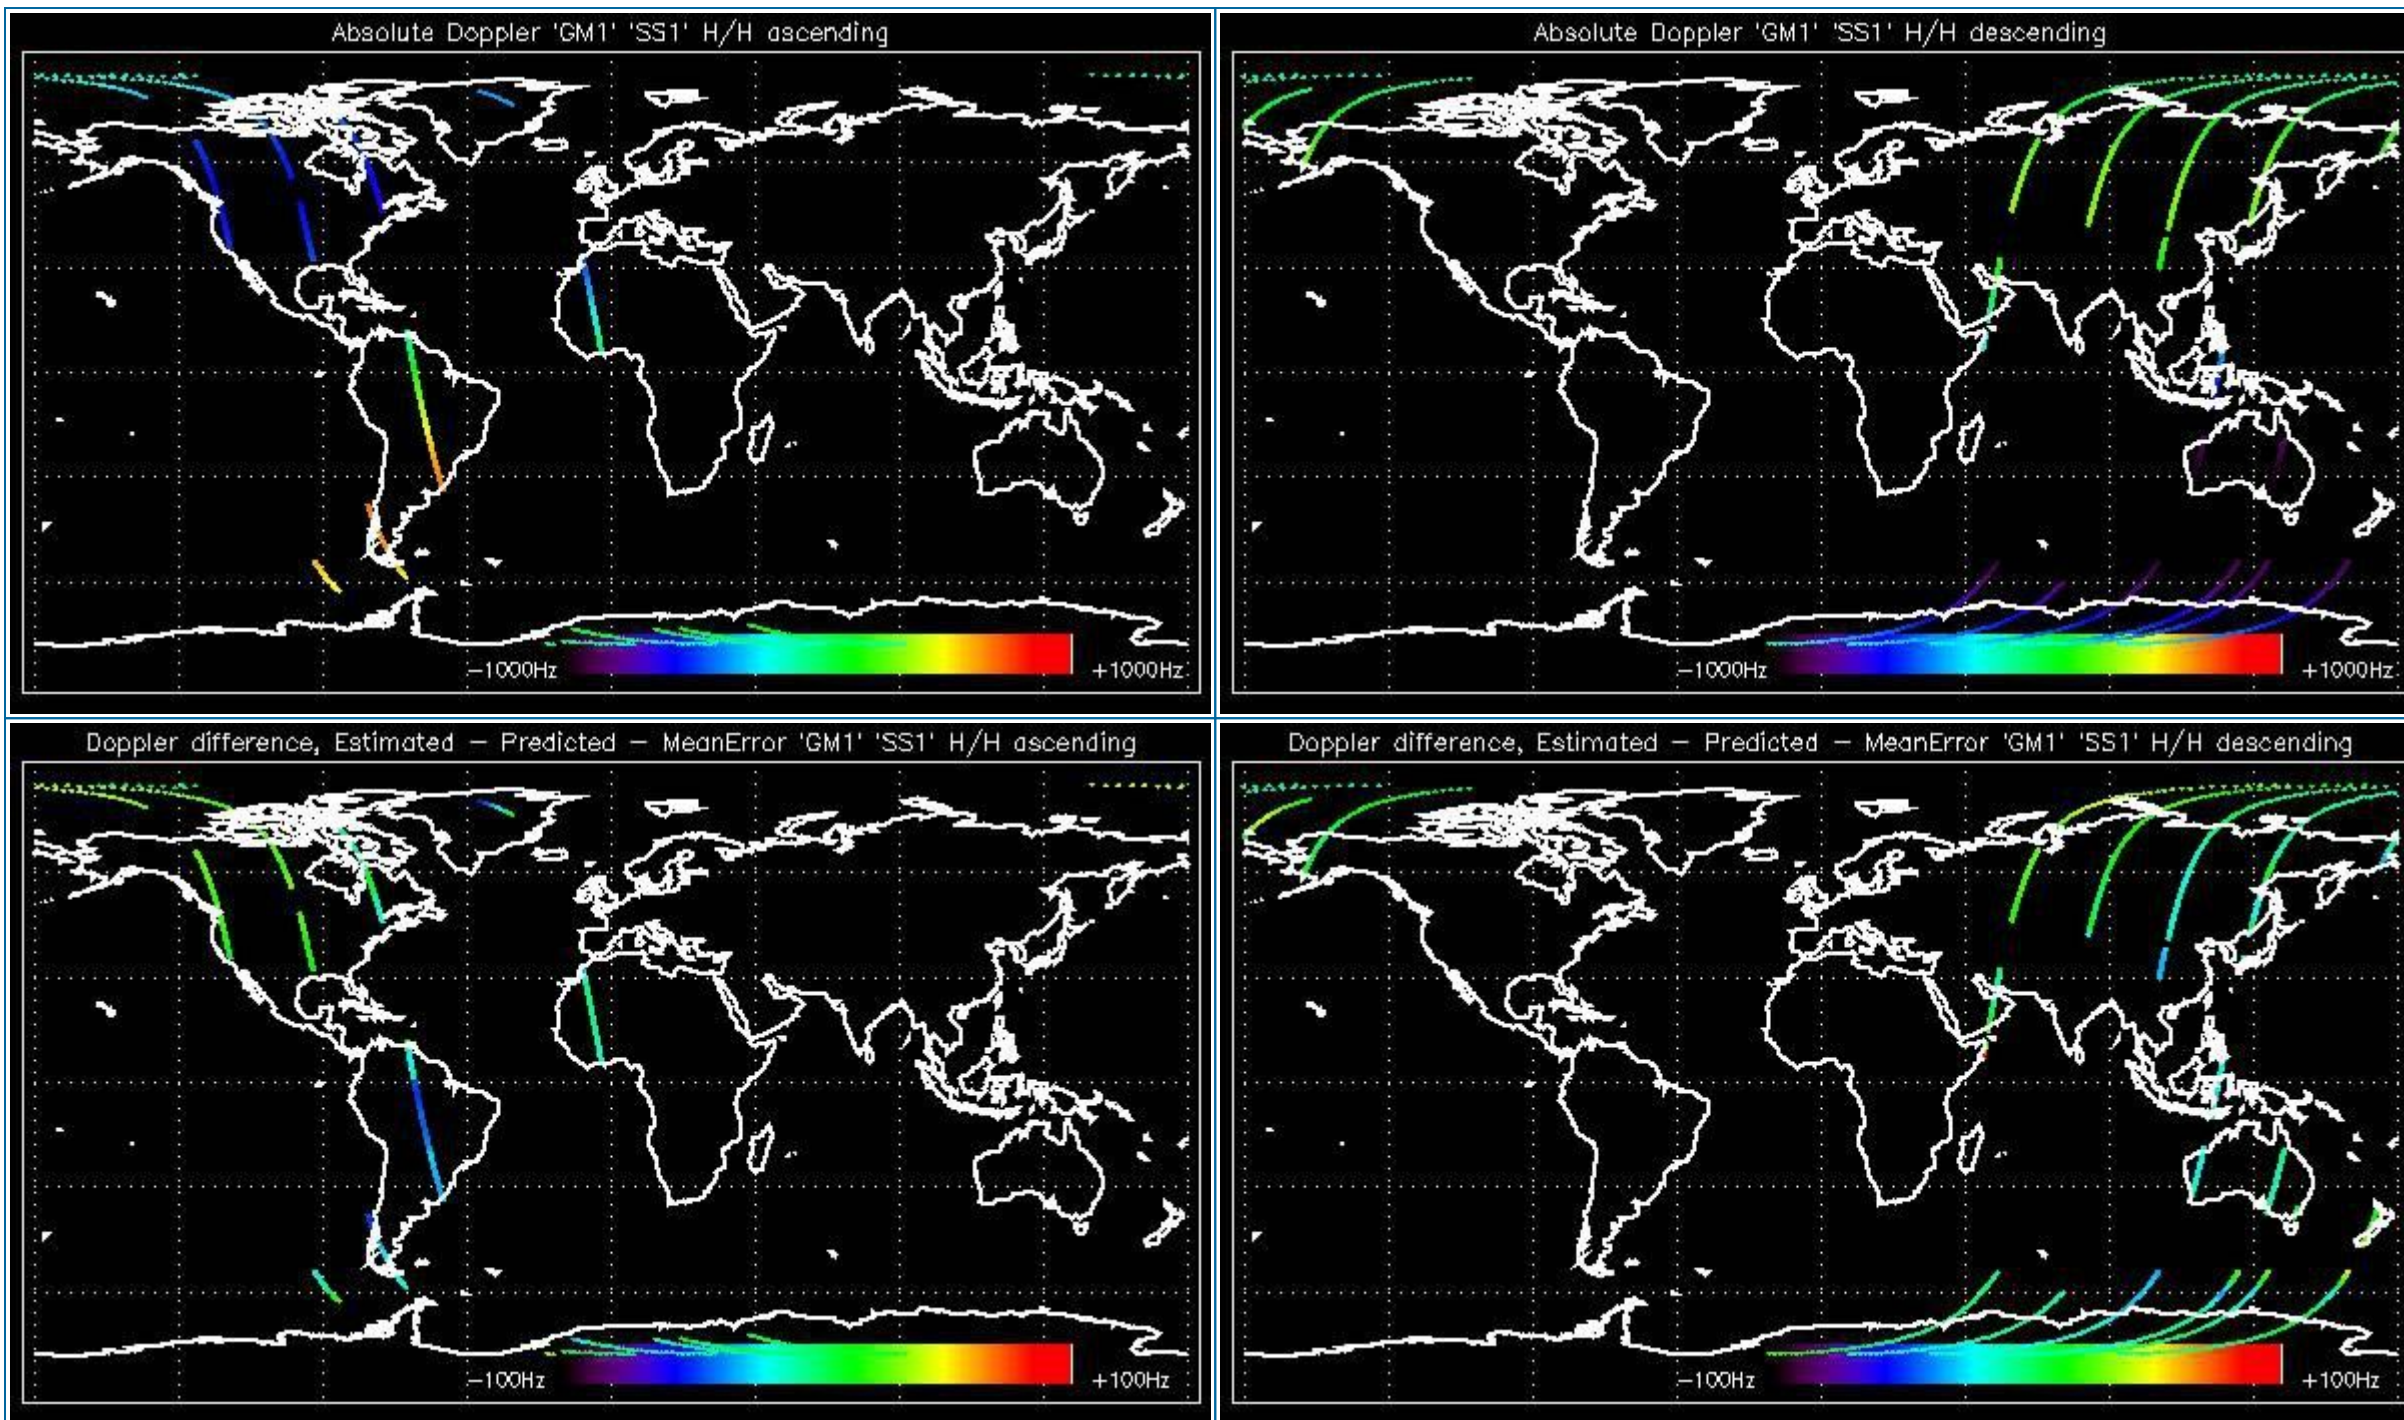 Absolute Doppler 'GM1' 'SS1' H/H ascending
-1000Hz
+1000Hz
Absolute Doppler 'GM1' 'SS1' H/H descending
-1000Hz
+1000Hz
Doppler difference, Estimated - Predicted - MeanError 'GM1' 'SS1' H/H ascending
-100Hz
+100Hz
Doppler difference, Estimated - Predicted - MeanError 'GM1' 'SS1' H/H descending
-100Hz
+100Hz